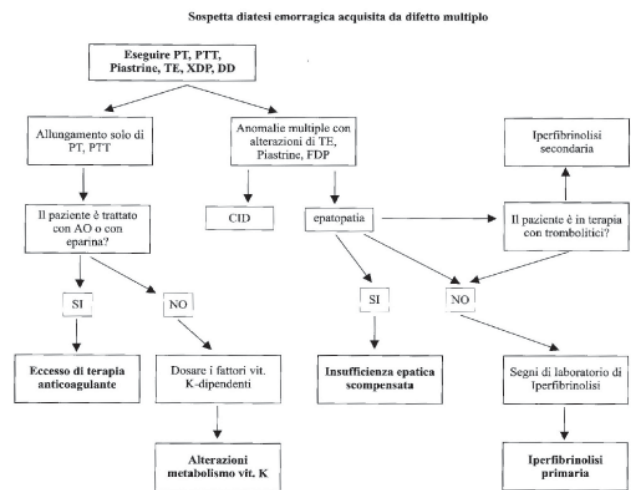 Sospetta diatesi emorragica acquisita da difetto multiplo
Eseguire PT, PTT,
Piastrine, TE, XDP, DD
Allungamento solo di
PT, PTT
Anomalie multiple con
alterazioni di TE,
Piastrine, FDP
Iperfibrinolisi
secondaria
Il paziente è trattato
con AO o con
eparina?
CID
epatopatia
Il paziente è in terapia
con trombolitici?
SI
NO
SI
NO
Eccesso di terapia
anticoagulante
Dosare i fattori vit.
K-dipendenti
Insufficienza epatica
scompensata
Segni di laboratorio di
Iperfibrinolisi
Alterazioni
metabolismo vit. K
Iperfibrinolisi
primaria